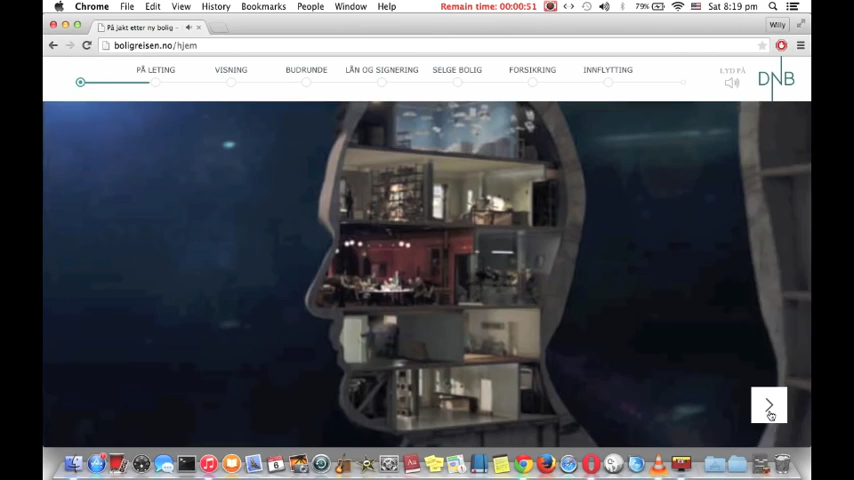 Chrome File Edit View History Bookmarks People Window Help Remain time: 00:00:51 79% Sat 8:19 pm
På jakt etter ny bolig - Willy
boligreisen.no/hjem
PÅ LETING VISNING BUDRUNDE LÅN OG SIGNERING SELGE BOLIG FORSIKRING INNFLYTTING LYD PÅ DNB
6